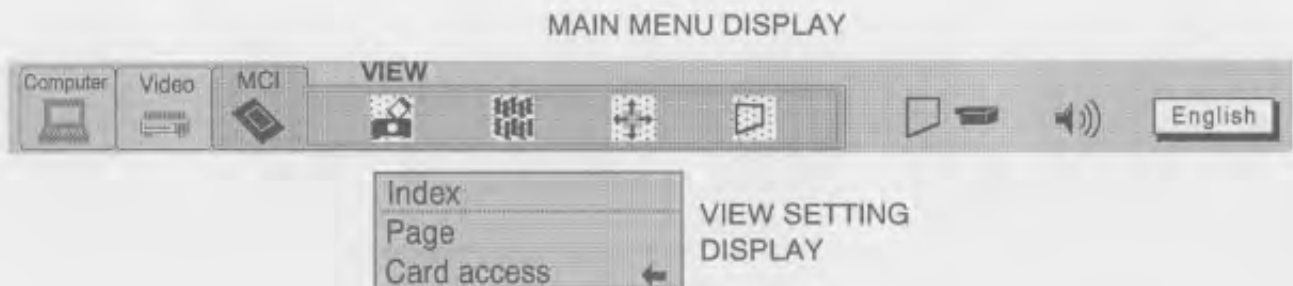 MAIN MENU DISPLAY
Computer Video MCI VIEW English
Index
Page
Card access
VIEW SETTING
DISPLAY